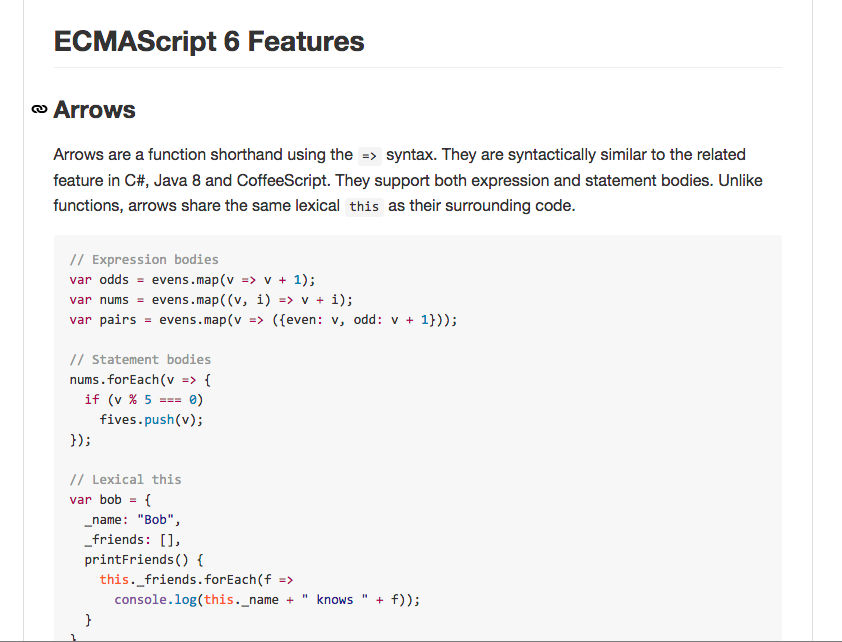 ECMAScript 6 Features
Arrows
Arrows are a function shorthand using the => syntax. They are syntactically similar to the related
feature in C#, Java 8 and CoffeeScript. They support both expression and statement bodies. Unlike
functions, arrows share the same lexical this as their surrounding code.
// Expression bodies
var odds = evens.map(v => v + 1);
var nums = evens.map((v, i) => v + i);
var pairs = evens.map(v => ({even: v, odd: v + 1}));
// Statement bodies
nums.forEach(v => {
  if (v % 5 === 0)
    fives.push(v);
});
// Lexical this
var bob = {
  _name: "Bob",
  _friends: [],
  printFriends() {
    this._friends.forEach(f =>
      console.log(this._name + " knows " + f));
  }
}